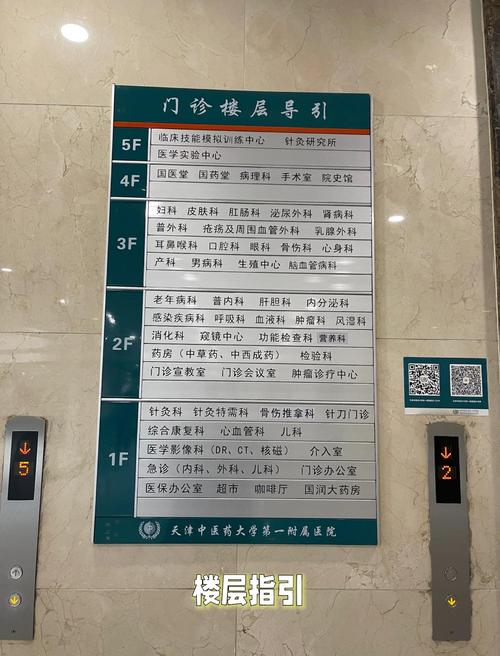 门诊楼层导引
5F 临床技能模拟训练中心 针灸研究所
医学实验中心
4F 国医堂 国药堂 病理科 手术室 院史馆
3F 妇科 皮肤科 肛肠科 泌尿外科 肾病科
普外科 疮疡及周围血管外科 乳腺外科
耳鼻喉科 口腔科 眼科 骨伤科 心身科
产科 男病科 生殖中心 脑血管病科
2F 老年病科 普内科 肝胆科 内分泌科
感染疾病科 呼吸科 血液科 肿瘤科 风湿科
消化科 窥镜中心 功能检查科 营养科
药房（中草药、中西成药） 检验科
门诊宣教室 门诊会议室 肿瘤诊疗中心
1F 针灸科 针灸特需科 骨伤推拿科 针刀门诊
综合康复科 心血管科 儿科
医学影像科（DR、CT、核磁） 介入室
急诊（内科、外科、儿科） 门诊办公室
医保办公室 超市 咖啡厅 国润大药房
天津中医药大学第一附属医院
5
2
楼层指引